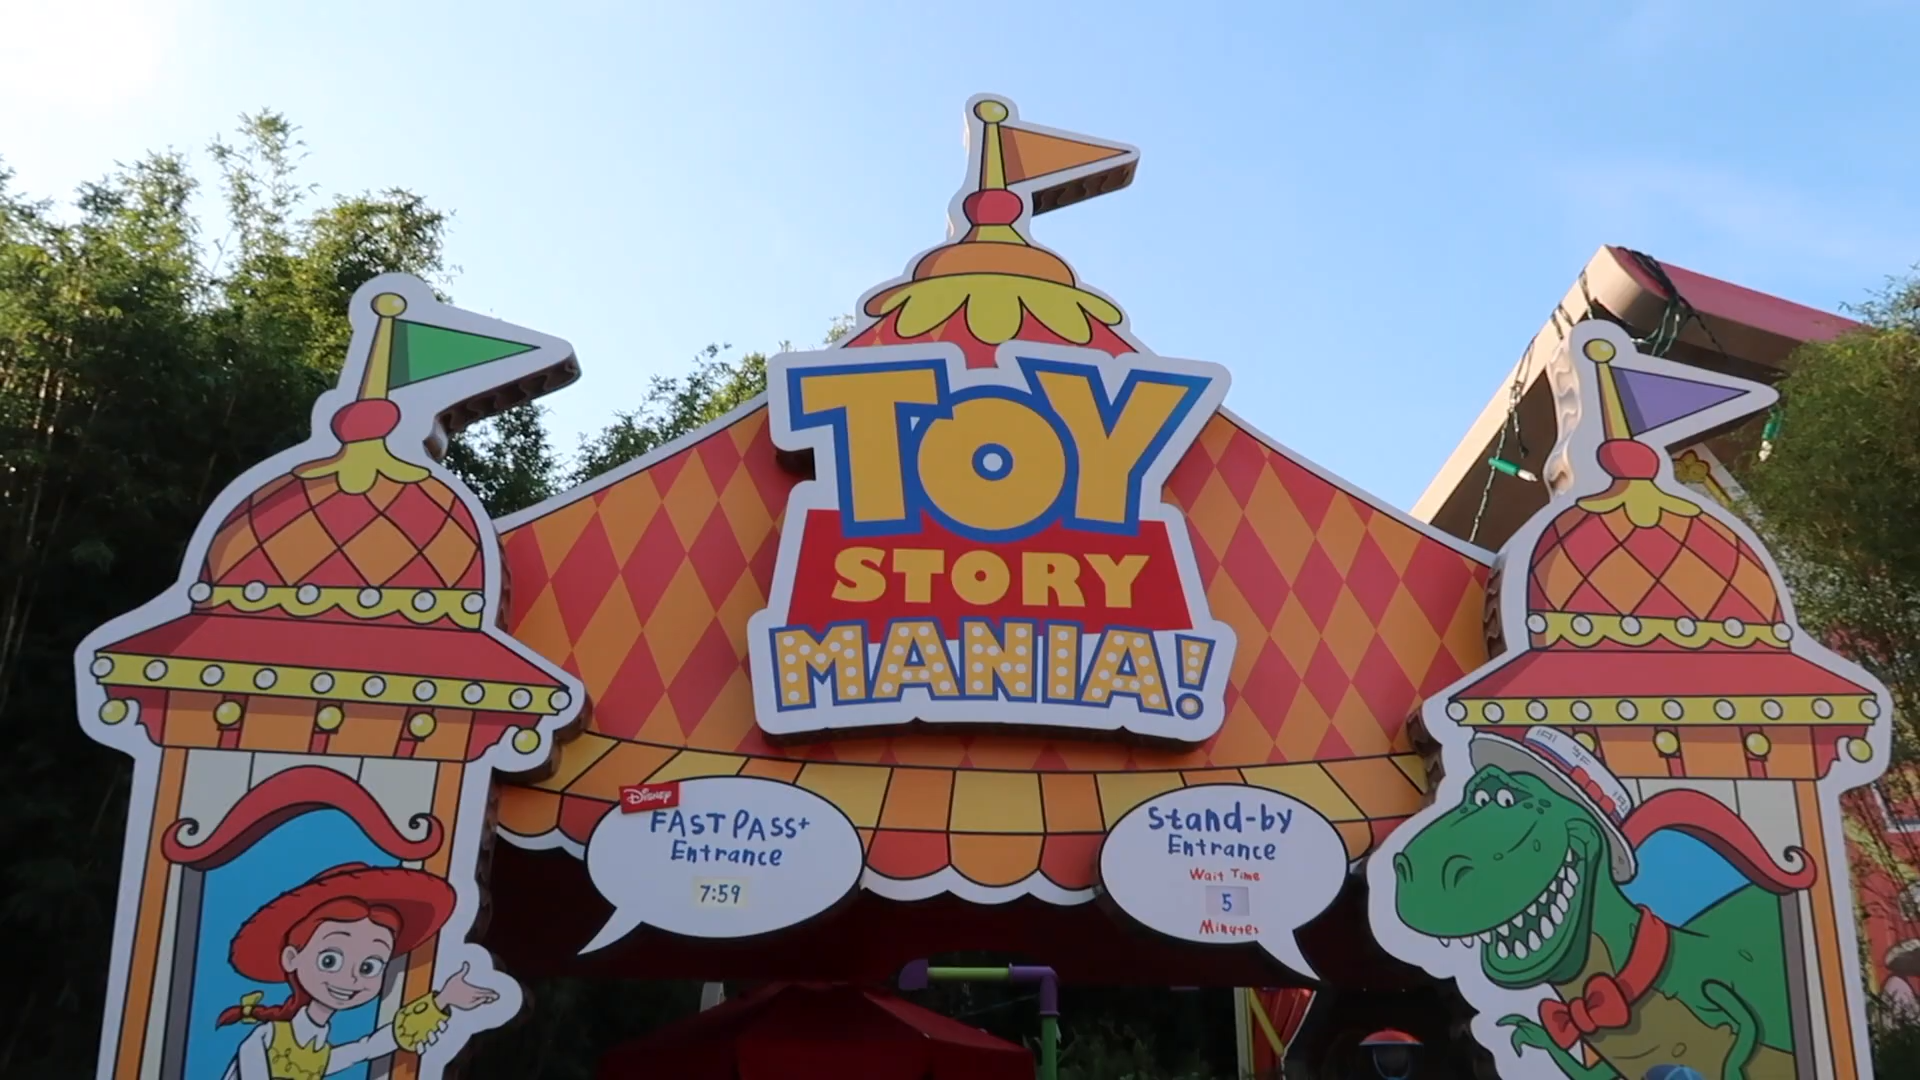 TOY
STORY
MANIA!
Disney
FASTPASS+
Entrance
7:59
Stand-by
Entrance
Wait Time
5
Minutes